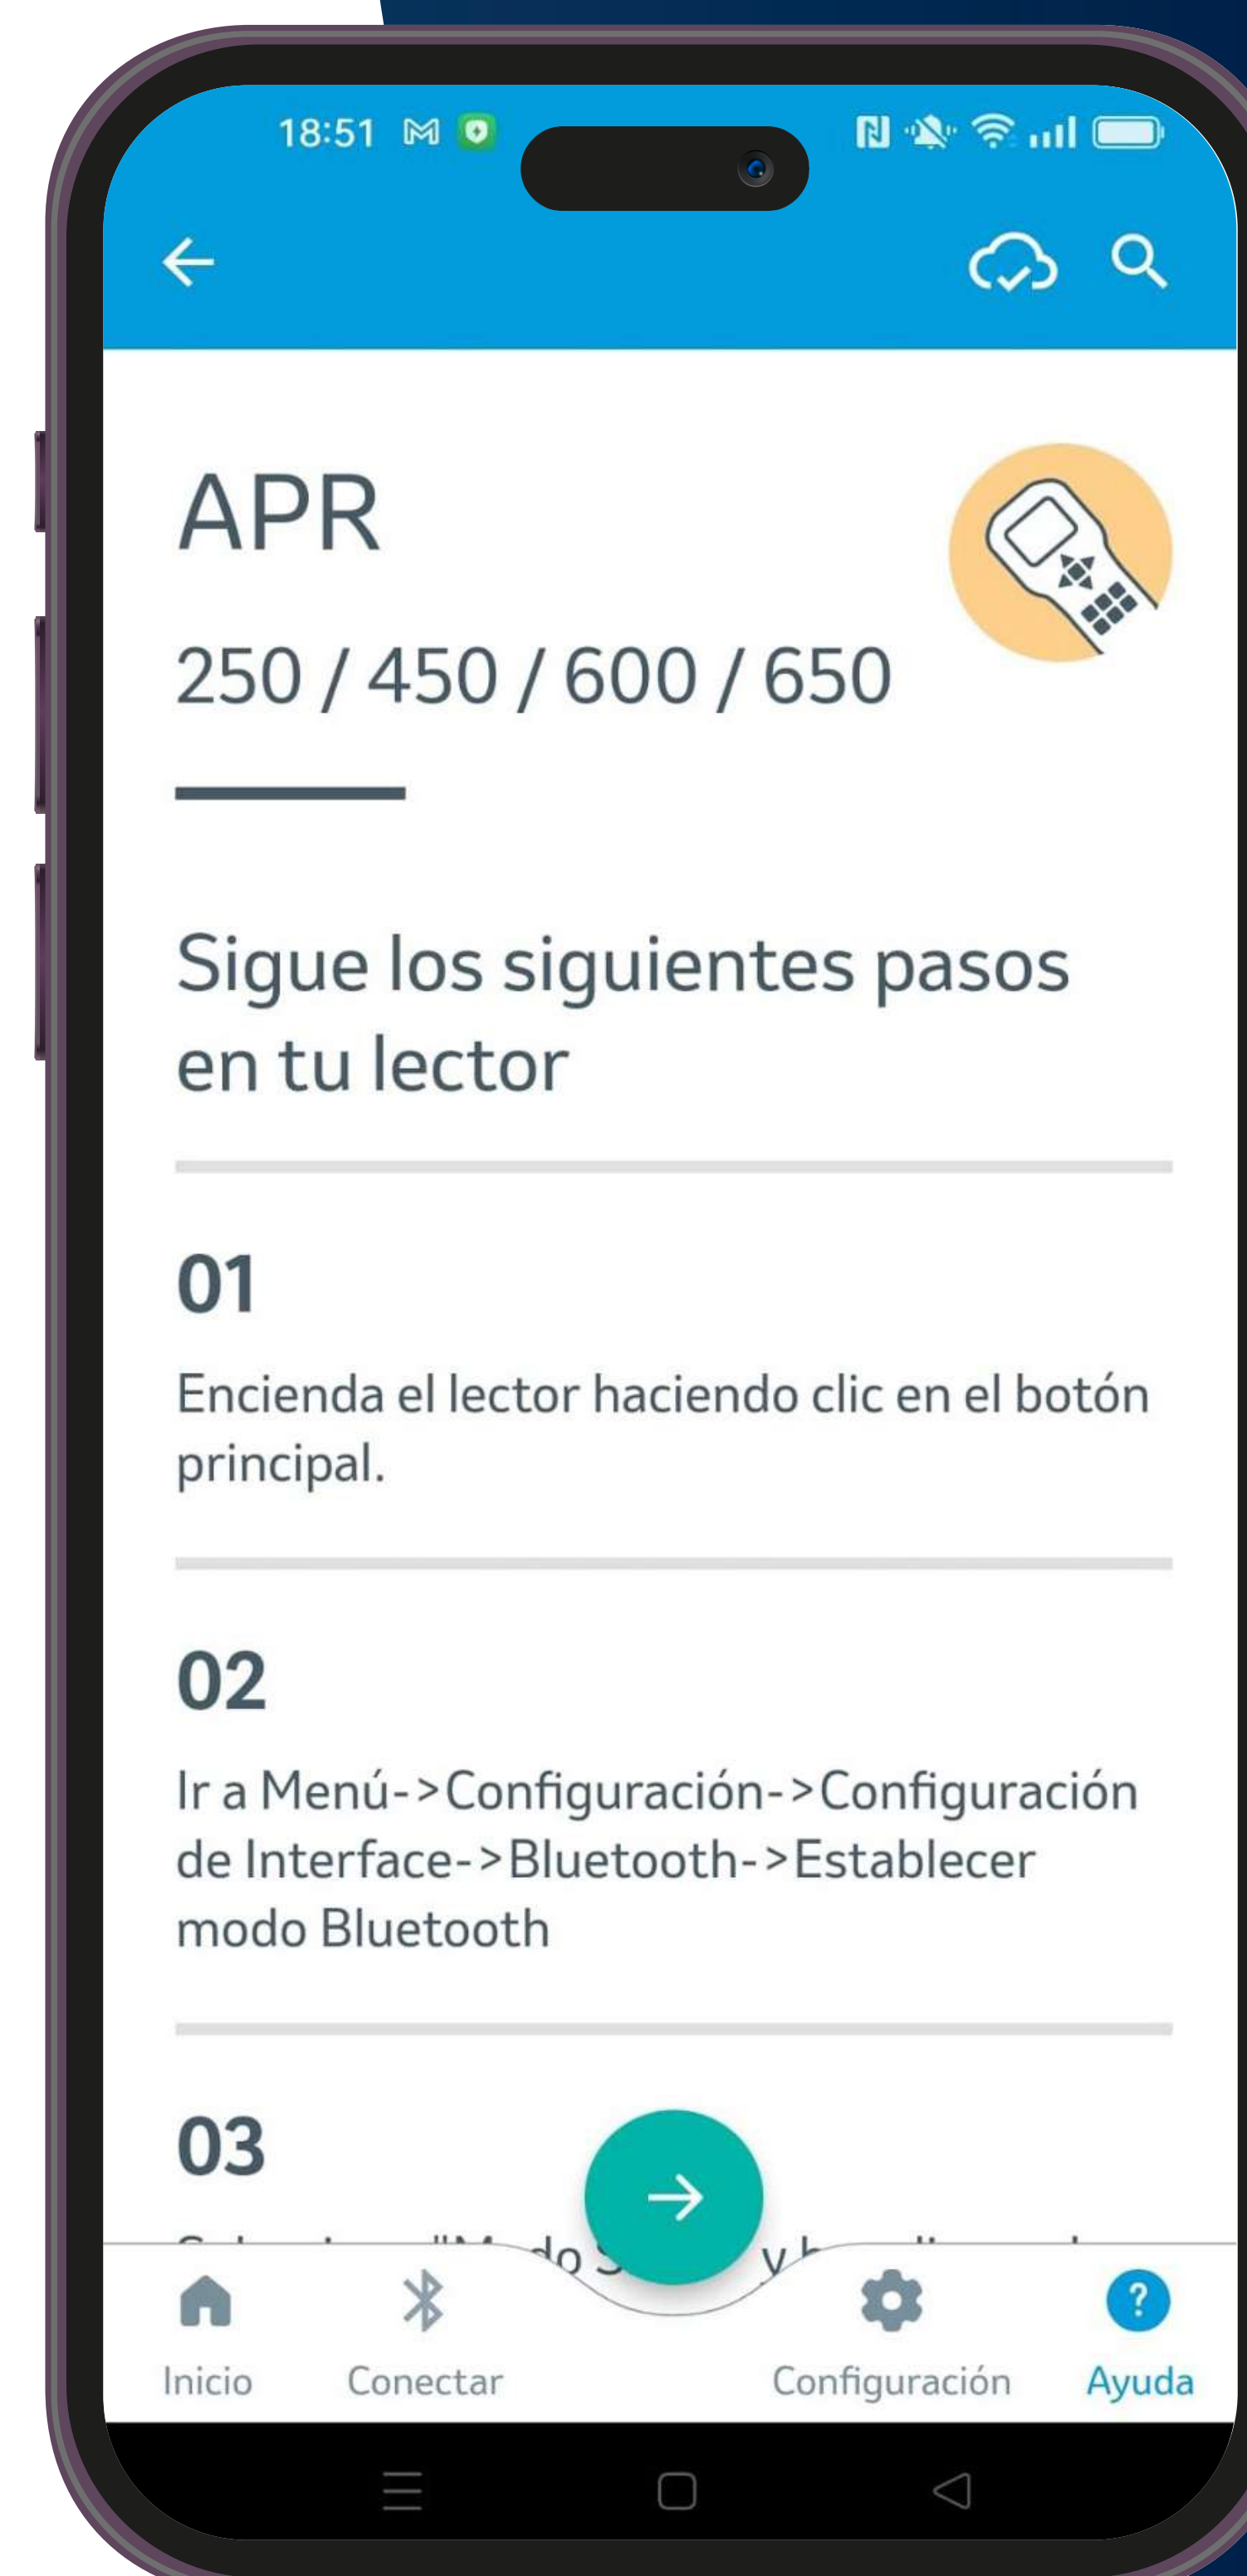 18:51
APR
250 / 450 / 600 / 650
Sigue los siguientes pasos
en tu lector
01
Encienda el lector haciendo clic en el botón
principal.
02
Ir a Menú->Configuración->Configuración
de Interface->Bluetooth->Establecer
modo Bluetooth
03
Inicio
Conectar
Configuración
Ayuda